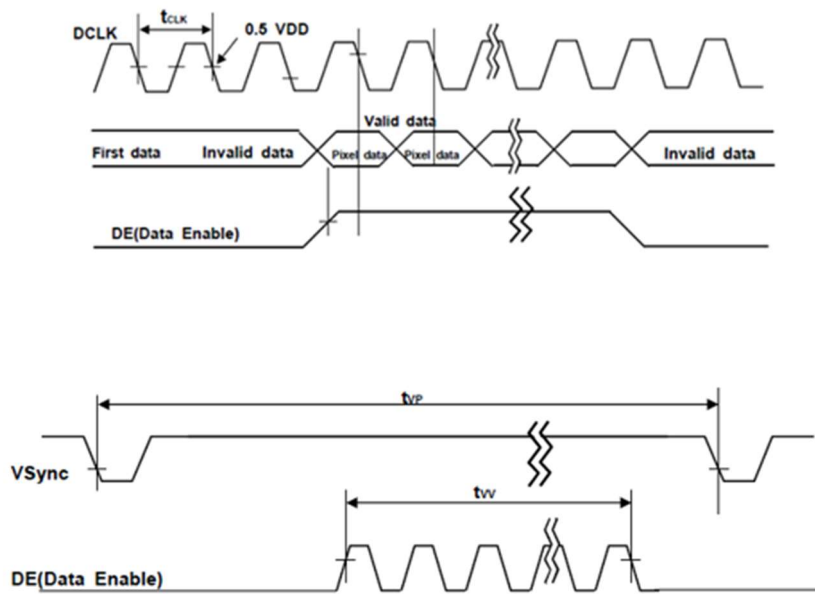 tCLK
DCLK
0.5 VDD
Valid data
First data
Invalid data
Pixel data
Pixel data
Invalid data
DE(Data Enable)
tVP
VSync
tVV
DE(Data Enable)